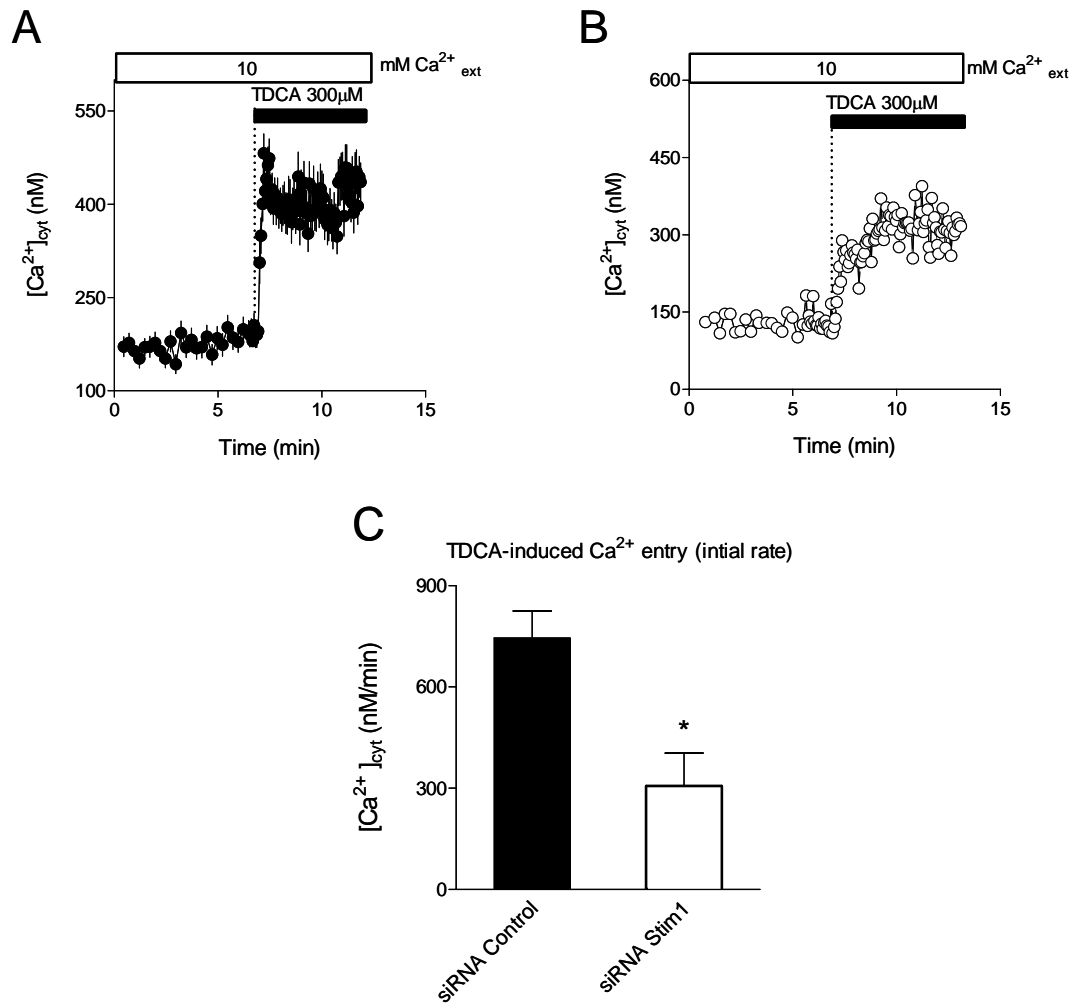 A
10
mM Ca2+ ext
TDCA 300μM
550
400
250
100
[Ca2+]cyt (nM)
0
5
10
15
Time (min)
B
10
mM Ca2+ ext
TDCA 300μM
600
450
300
150
0
[Ca2+]cyt (nM)
0
5
10
15
Time (min)
C
TDCA-induced Ca2+ entry (intial rate)
900
600
300
0
[Ca2+ ]cyt (nM/min)
*
siRNA Control
siRNA Stim1